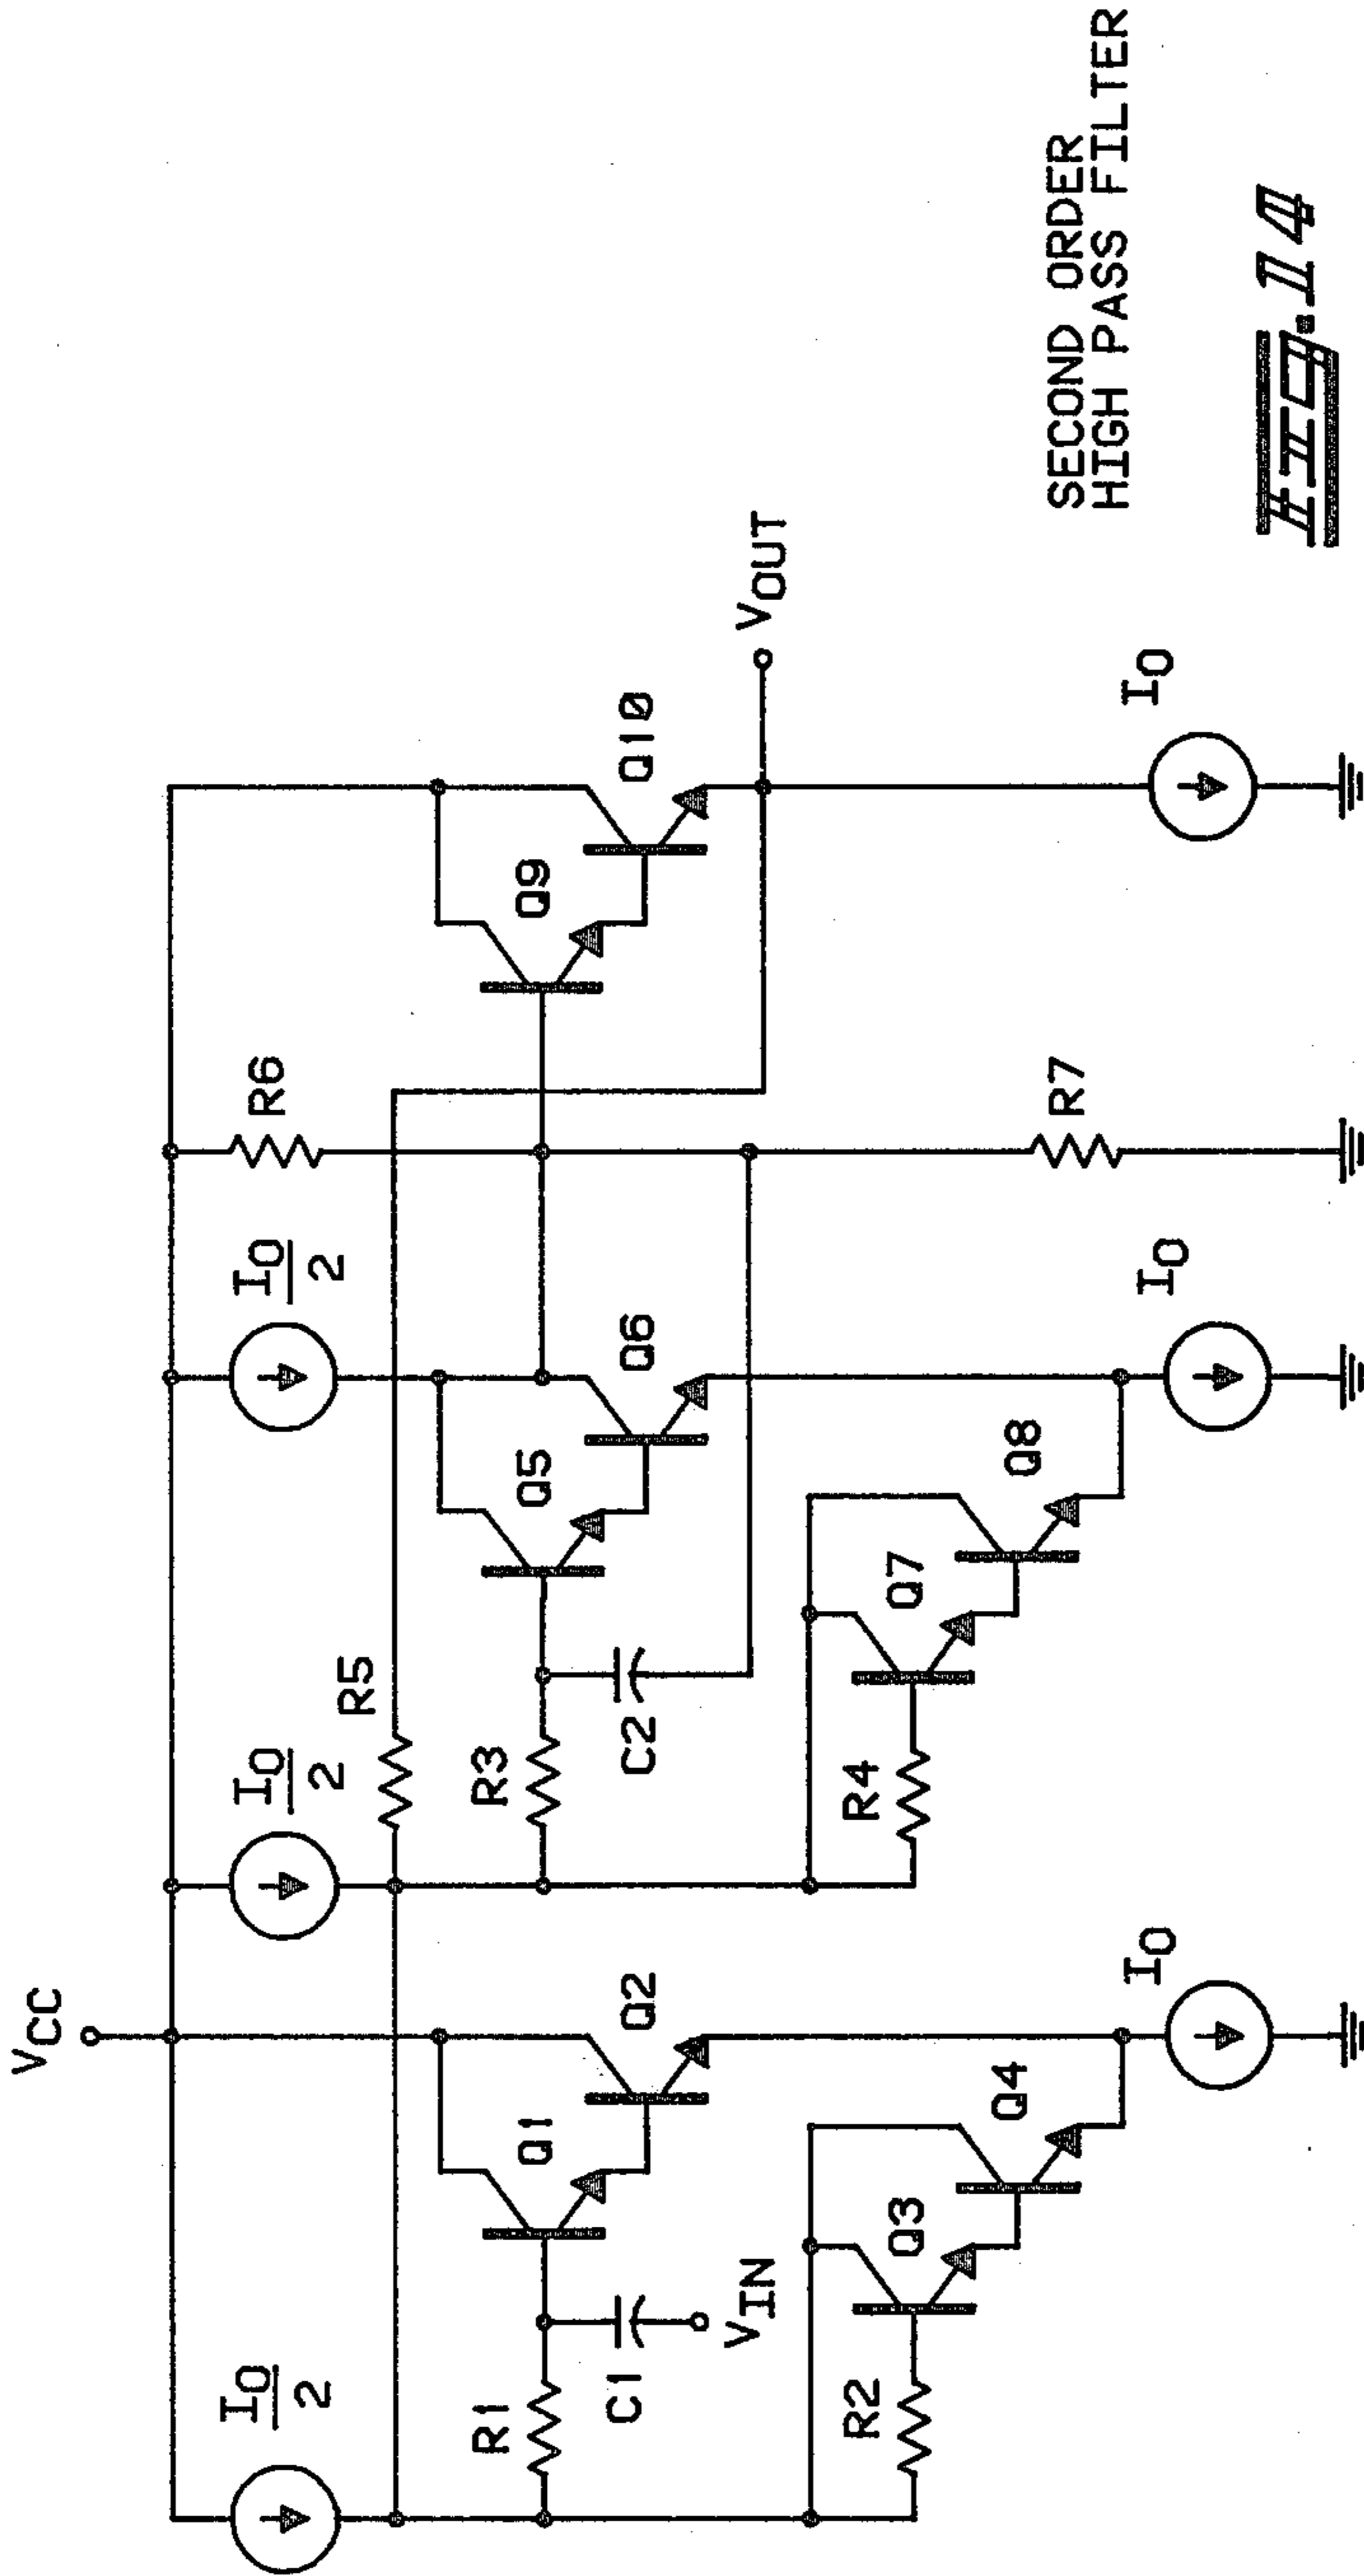 VCC
IO/2
IO/2
IO/2
R5
R6
R1
Q1
Q2
R3
Q5
Q6
Q9
Q10
C1
VIN
C2
VOUT
R2
Q3
Q4
R4
Q7
Q8
R7
IO
IO
IO
SECOND ORDER
HIGH PASS FILTER
Fig. 14